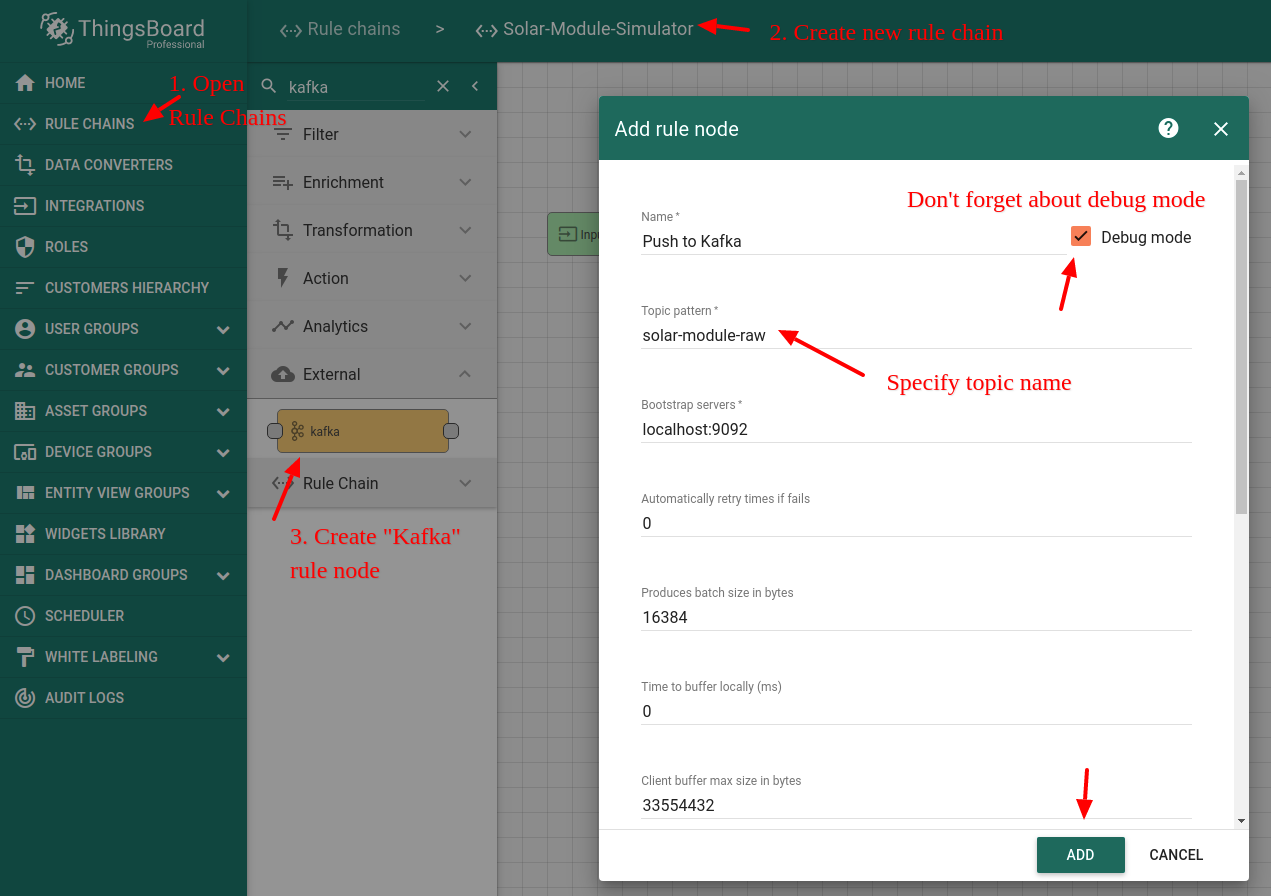 ThingsBoard
Professional
Rule chains > Solar-Module-Simulator
2. Create new rule chain
HOME
RULE CHAINS
DATA CONVERTERS
INTEGRATIONS
ROLES
CUSTOMERS HIERARCHY
USER GROUPS
CUSTOMER GROUPS
ASSET GROUPS
DEVICE GROUPS
ENTITY VIEW GROUPS
WIDGETS LIBRARY
DASHBOARD GROUPS
SCHEDULER
WHITE LABELING
AUDIT LOGS
1. Open
Rule Chains
kafka
Filter
Enrichment
Transformation
Action
Analytics
External
kafka
Rule Chain
3. Create "Kafka"
rule node
Inpu
Add rule node
Don't forget about debug mode
Name *
Push to Kafka
Debug mode
Topic pattern *
solar-module-raw
Specify topic name
Bootstrap servers *
localhost:9092
Automatically retry times if fails
0
Produces batch size in bytes
16384
Time to buffer locally (ms)
0
Client buffer max size in bytes
33554432
ADD
CANCEL